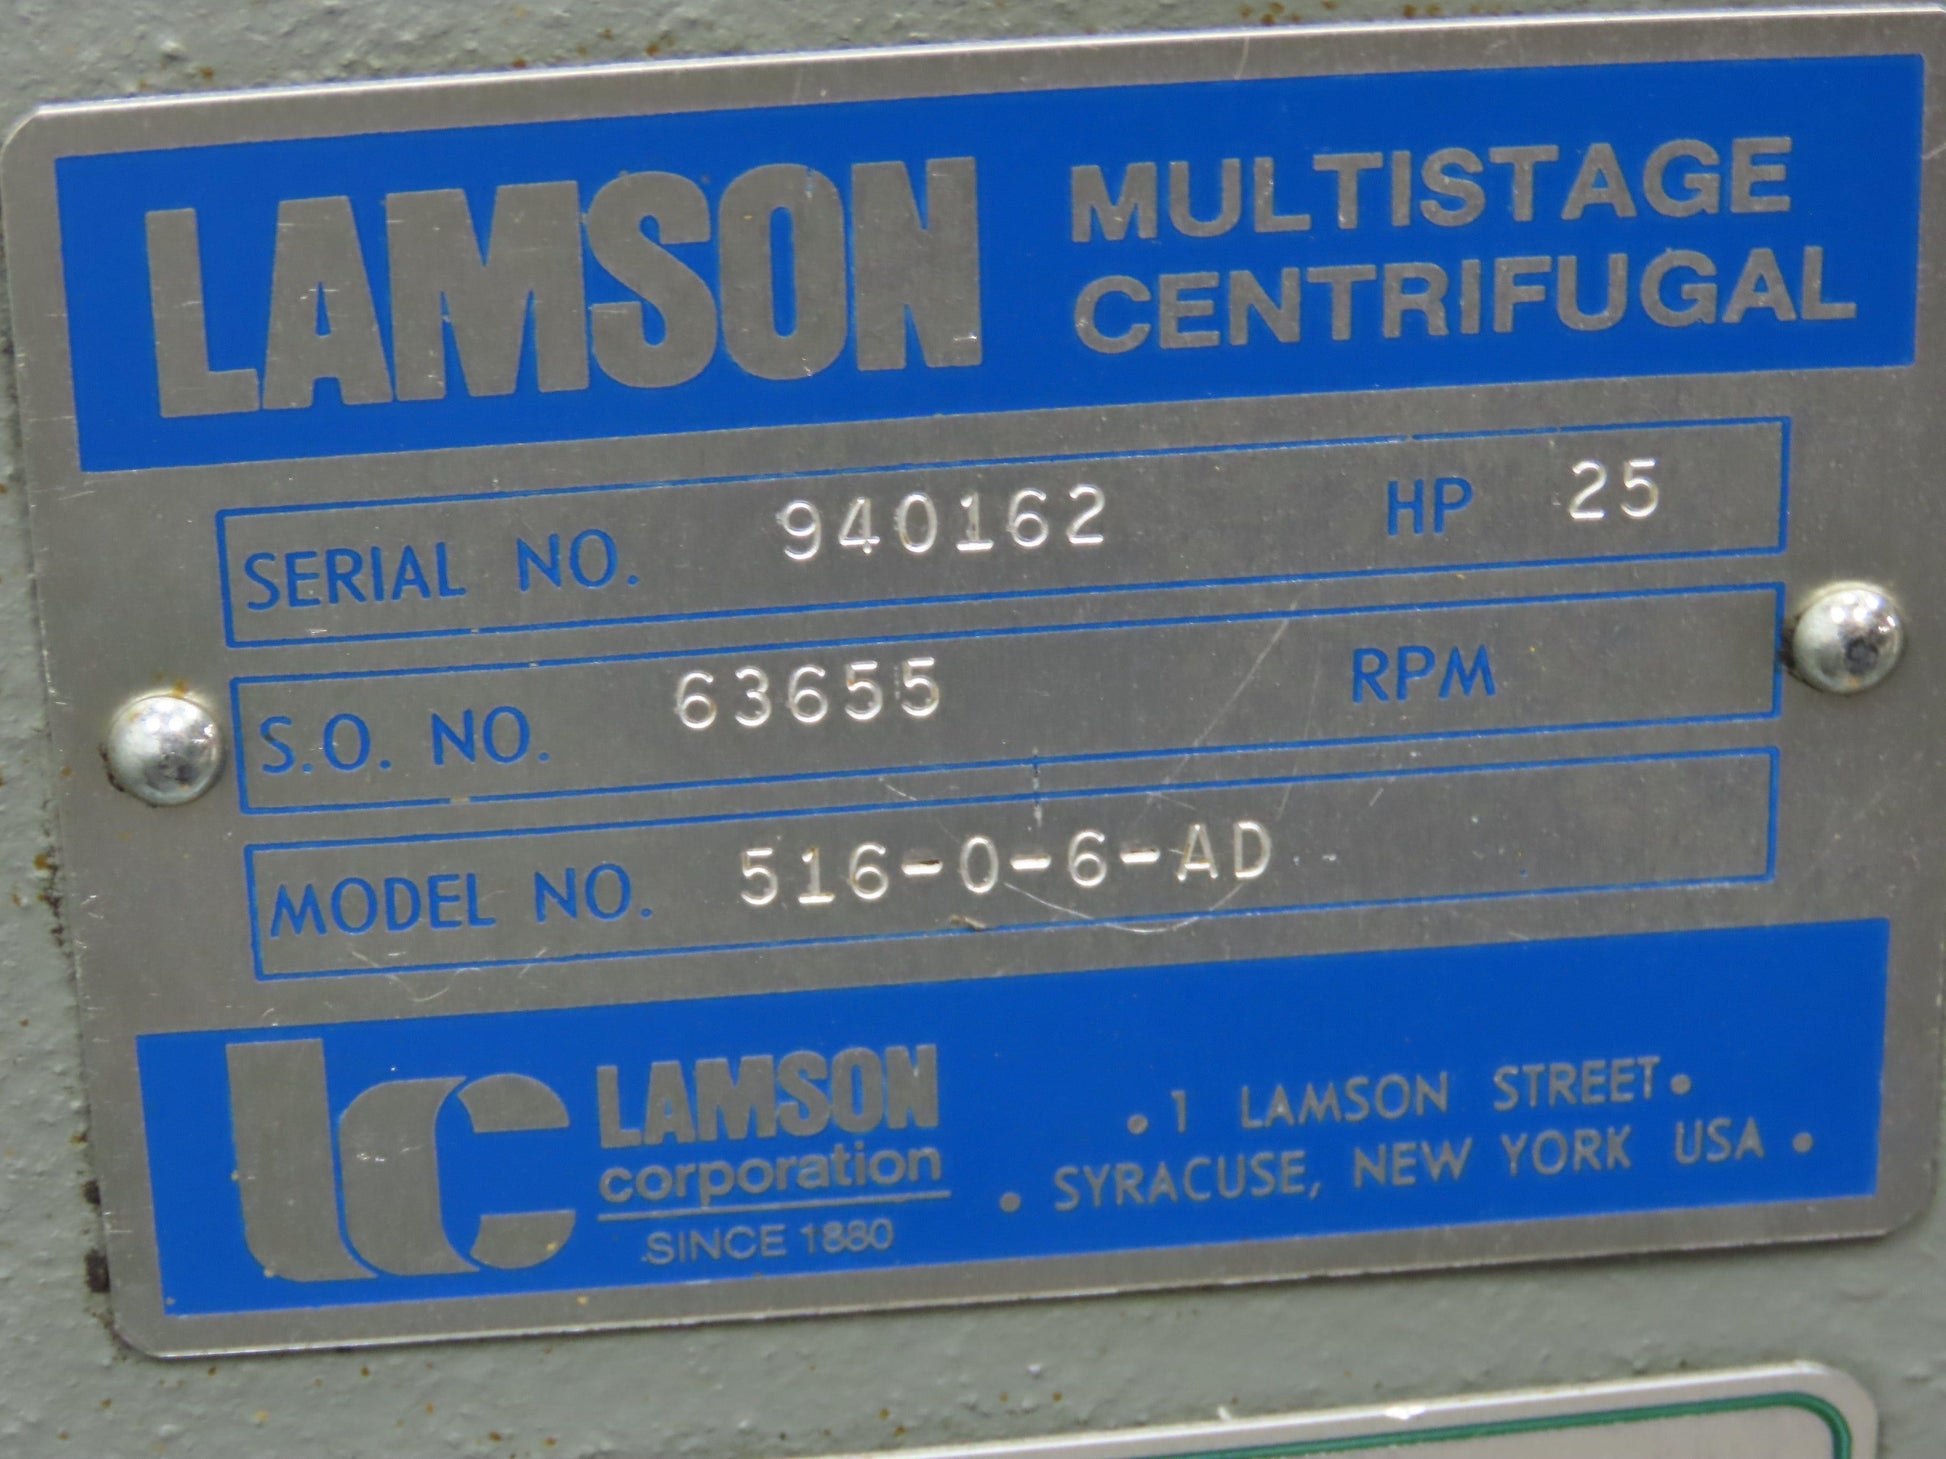 LAMSON MULTISTAGE
CENTRIFUGAL
SERIAL NO. 940162 HP 25
S.O. NO. 63655 RPM
MODEL NO. 516-0-6-AD
lc LAMSON
corporation
SINCE 1880
• 1 LAMSON STREET •
• SYRACUSE, NEW YORK USA •